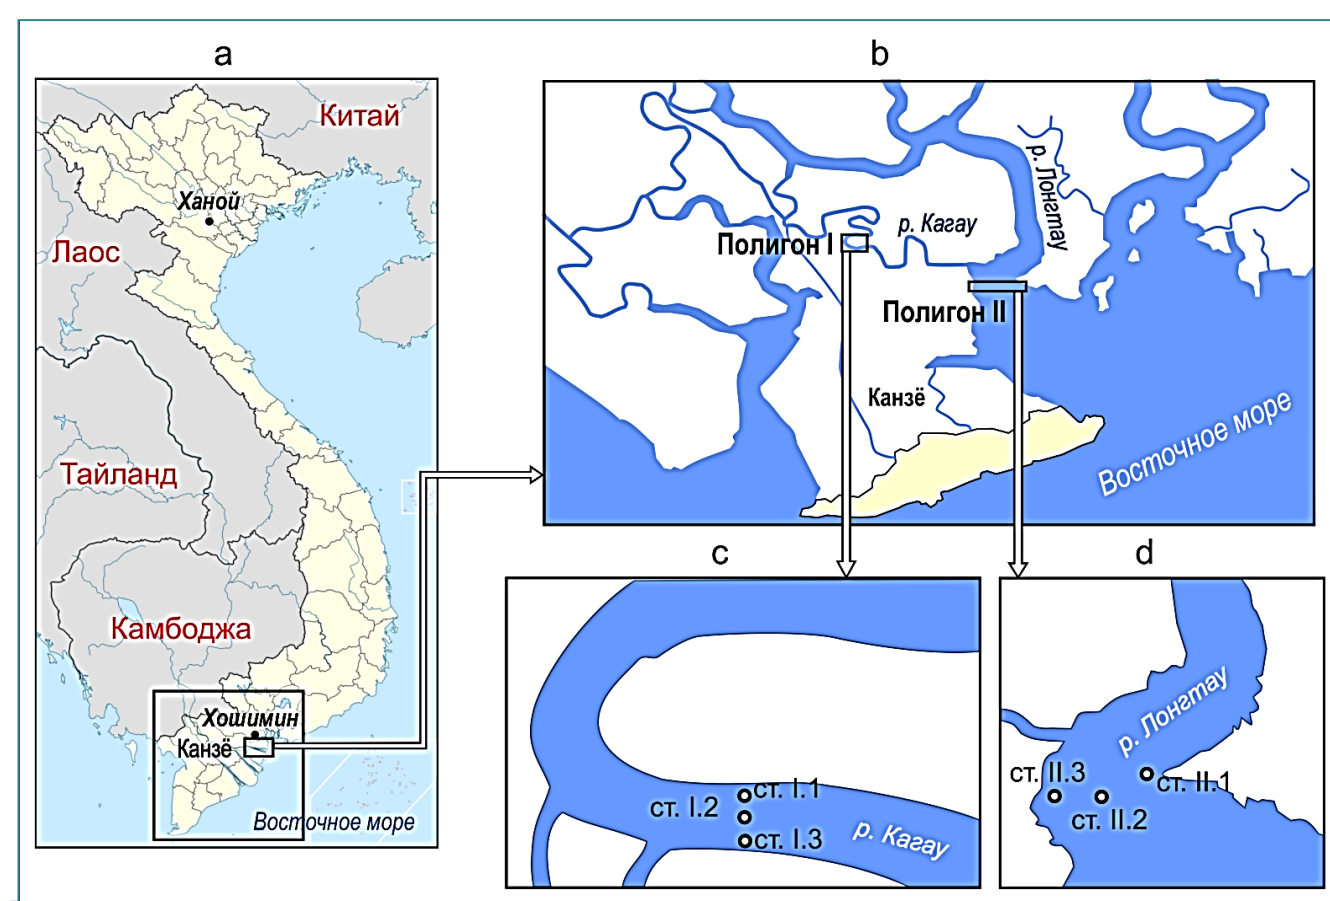 a
Китай
Ханой
Лаос
Тайланд
Камбоджа
Хошимин
Канзё
Восточное море
b
р. Лонгтау
р. Кагау
Полигон I
Полигон II
Канзё
Восточное море
c
ст. I.1
ст. I.2
ст. I.3
р. Кагау
d
р. Лонгтау
ст. II.3
ст. II.1
ст. II.2